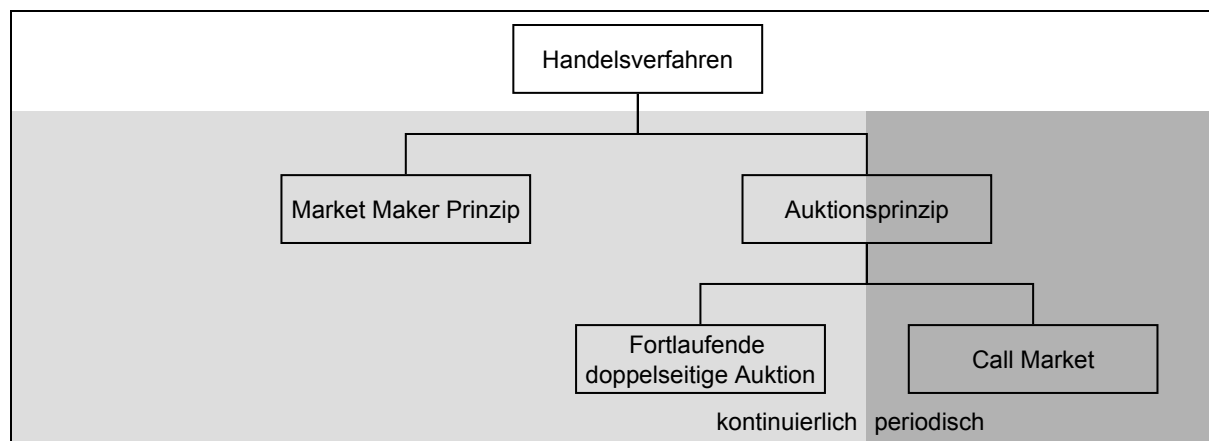 Handelsverfahren
Market Maker Prinzip
Auktionsprinzip
Fortlaufende
doppelseitige Auktion
Call Market
kontinuierlich
periodisch